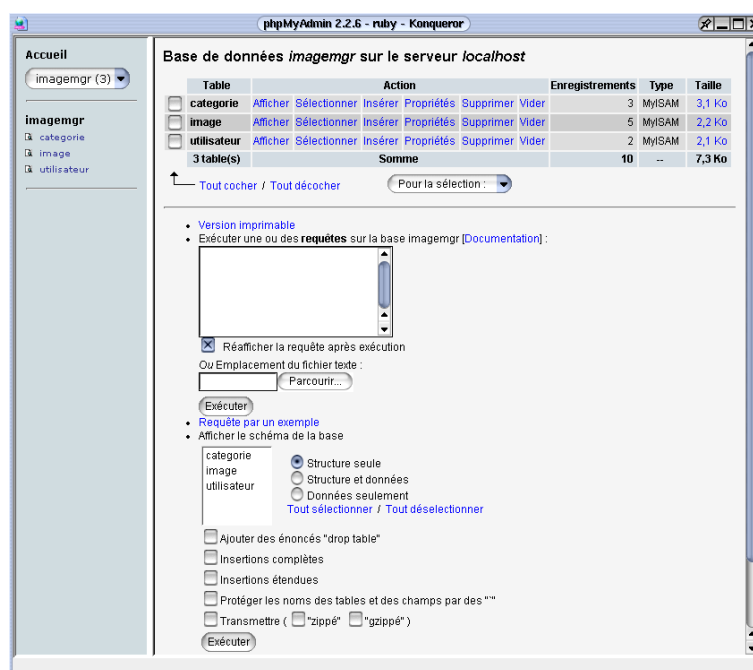 phpMyAdmin 2.2.6 - ruby - Konqueror
Accueil
imagemgr (3)
imagemgr
categorie
image
utilisateur
Base de données imagemgr sur le serveur localhost
Table Action Enregistrements Type Taille
categorie Afficher Sélectionner Insérer Propriétés Supprimer Vider 3 MyISAM 3,1 Ko
image Afficher Sélectionner Insérer Propriétés Supprimer Vider 5 MyISAM 2,2 Ko
utilisateur Afficher Sélectionner Insérer Propriétés Supprimer Vider 2 MyISAM 2,1 Ko
3 table(s) Somme 10 -- 7,3 Ko
Tout cocher / Tout décocher Pour la sélection :
Version imprimable
Exécuter une ou des requêtes sur la base imagemgr [Documentation] :
Réafficher la requête après exécution
Ou Emplacement du fichier texte :
Parcourir...
Exécuter
Requête par un exemple
Afficher le schéma de la base
categorie
image
utilisateur
Structure seule
Structure et données
Données seulement
Tout sélectionner / Tout déselectionner
Ajouter des énoncés "drop table"
Insertions complètes
Insertions étendues
Protéger les noms des tables et des champs par des "`"
Transmettre ( "zippé" "gzippé" )
Exécuter